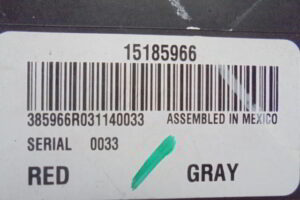 15185966
385966R031140033 ASSEMBLED IN MEXICO
SERIAL 0033
RED GRAY